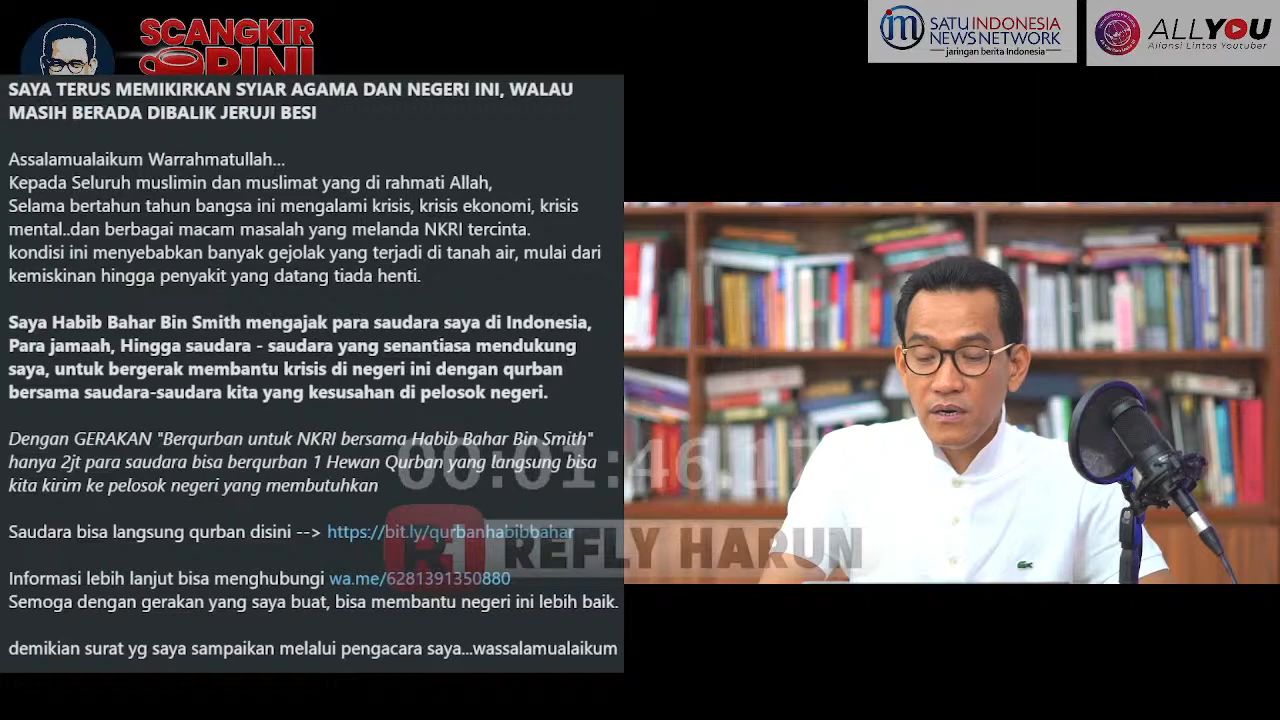 SCANGKIR
OPINI
SATU INDONESIA
NEWS NETWORK
jaringan berita Indonesia
ALLYOU
Aliansi Lintas Youtuber
SAYA TERUS MEMIKIRKAN SYIAR AGAMA DAN NEGERI INI, WALAU
MASIH BERADA DIBALIK JERUJI BESI
Assalamualaikum Warrahmatullah...
Kepada Seluruh muslimin dan muslimat yang di rahmati Allah,
Selama bertahun tahun bangsa ini mengalami krisis, krisis ekonomi, krisis
mental..dan berbagai macam masalah yang melanda NKRI tercinta.
kondisi ini menyebabkan banyak gejolak yang terjadi di tanah air, mulai dari
kemiskinan hingga penyakit yang datang tiada henti.
Saya Habib Bahar Bin Smith mengajak para saudara saya di Indonesia,
Para jamaah, Hingga saudara - saudara yang senantiasa mendukung
saya, untuk bergerak membantu krisis di negeri ini dengan qurban
bersama saudara-saudara kita yang kesusahan di pelosok negeri.
Dengan GERAKAN "Berqurban untuk NKRI bersama Habib Bahar Bin Smith"
hanya 2jt para saudara bisa berqurban 1 Hewan Qurban yang langsung bisa
kita kirim ke pelosok negeri yang membutuhkan
00:01:46.17
Saudara bisa langsung qurban disini --> https://bit.ly/qurbanhabibbahar
REFLY HARUN
Informasi lebih lanjut bisa menghubungi wa.me/6281391350880
Semoga dengan gerakan yang saya buat, bisa membantu negeri ini lebih baik.
demikian surat yg saya sampaikan melalui pengacara saya...wassalamualaikum